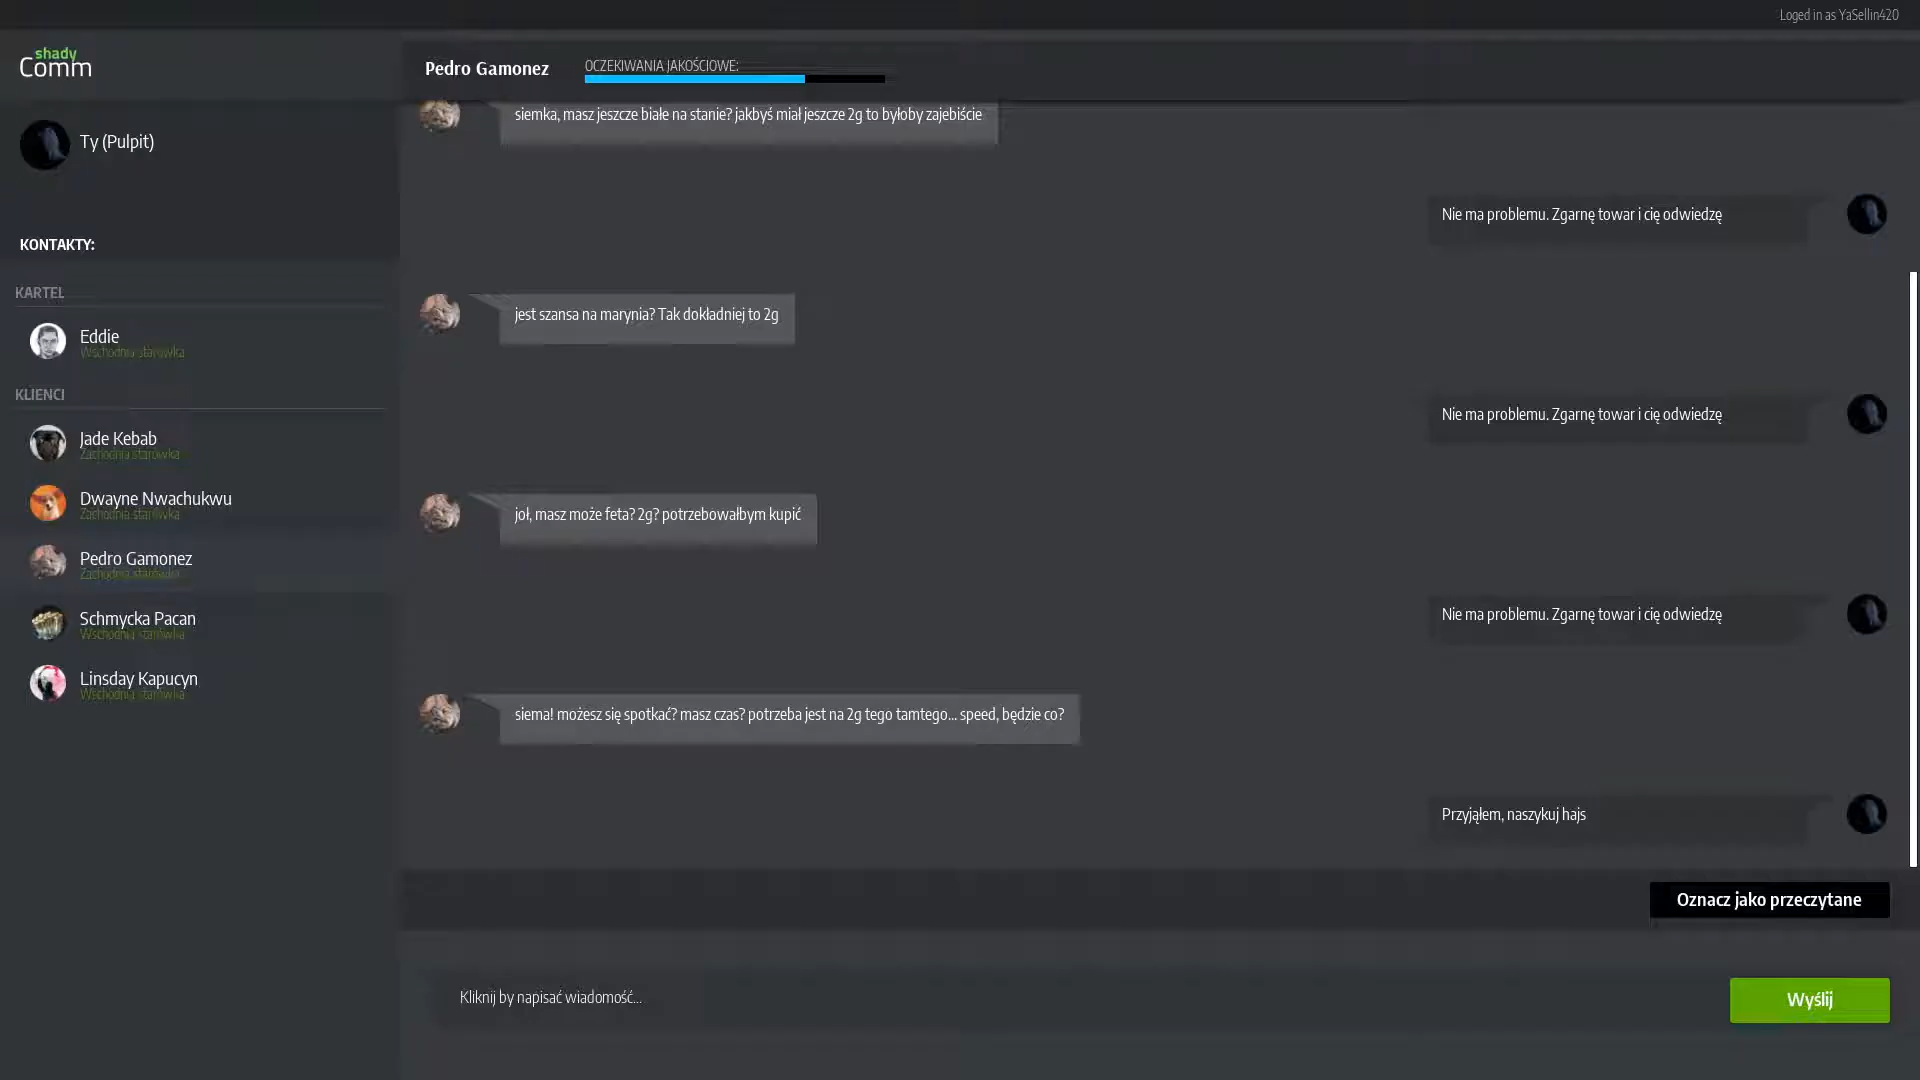 Loged in as YaSellin420
shady
Comm
Pedro Gamonez
OCZEKIWANIA JAKOŚCIOWE:
Ty (Pulpit)
KONTAKTY:
KARTEL
Eddie
Wschodnia starówka
KLIENCI
Jade Kebab
Zachodnia starówka
Dwayne Nwachukwu
Zachodnia starówka
Pedro Gamonez
Zachodnia starówka
Schmycka Pacan
Wschodnia starówka
Linsday Kapucyn
Wschodnia starówka
siemka, masz jeszcze białe na stanie? jakbyś miał jeszcze 2g to byłoby zajebiście
Nie ma problemu. Zgarnę towar i cię odwiedzę
jest szansa na marynia? Tak dokładniej to 2g
Nie ma problemu. Zgarnę towar i cię odwiedzę
joł, masz może feta? 2g? potrzebowałbym kupić
Nie ma problemu. Zgarnę towar i cię odwiedzę
siema! możesz się spotkać? masz czas? potrzeba jest na 2g tego tamtego... speed, będzie co?
Przyjąłem, naszykuj hajs
Oznacz jako przeczytane
Kliknij by napisać wiadomość...
Wyślij